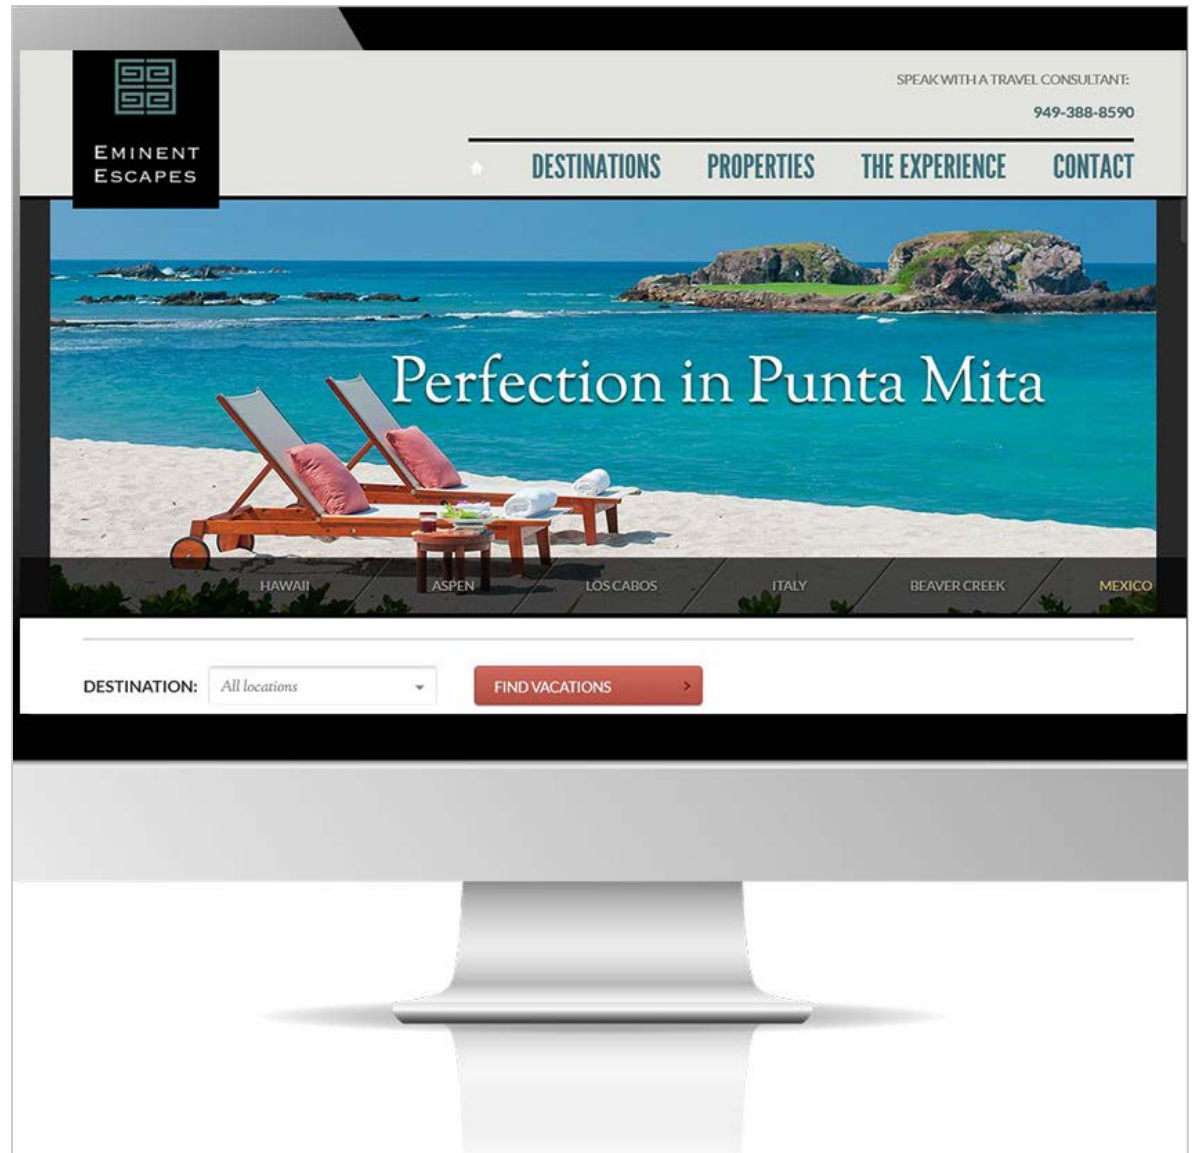 EMINENT
ESCAPES
SPEAK WITH A TRAVEL CONSULTANT:
949-388-8590
DESTINATIONS PROPERTIES THE EXPERIENCE CONTACT
Perfection in Punta Mita
HAWAII ASPEN LOS CABOS ITALY BEAVER CREEK MEXICO
DESTINATION: All locations FIND VACATIONS >